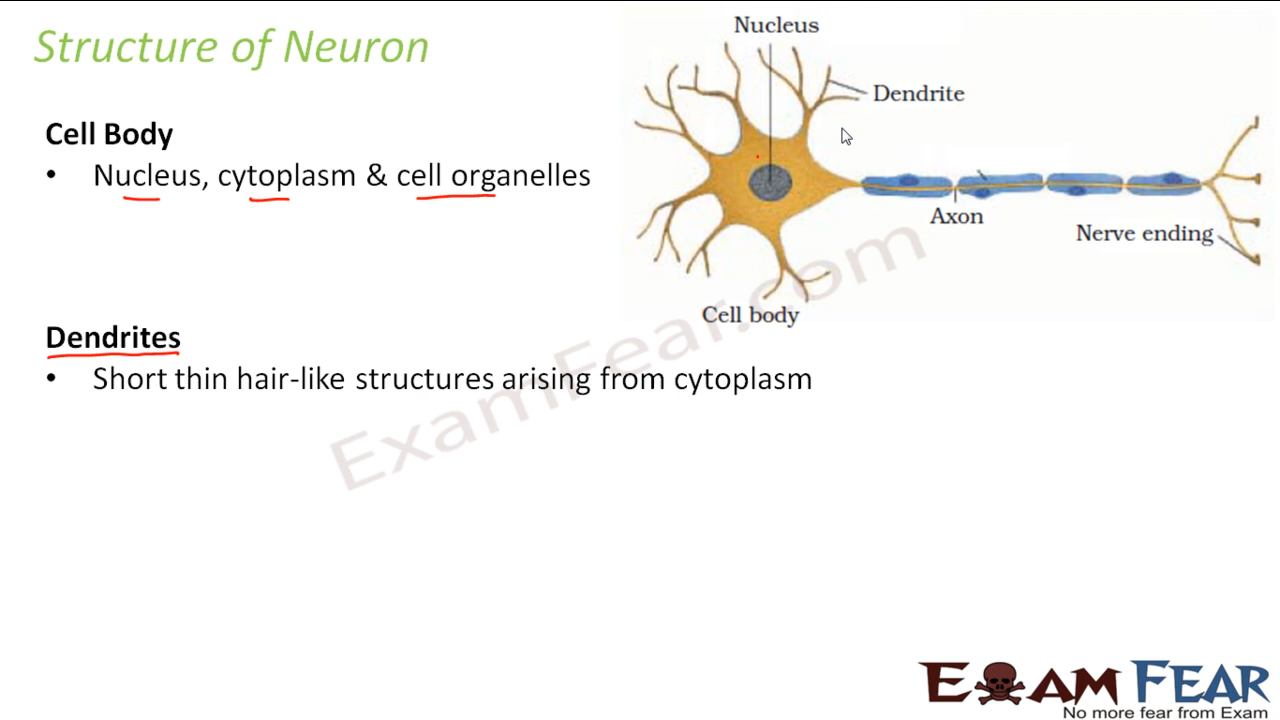 Structure of Neuron
Cell Body
• Nucleus, cytoplasm & cell organelles
Dendrites
• Short thin hair-like structures arising from cytoplasm
Nucleus
Dendrite
Axon
Nerve ending
Cell body
ExamFear.com
EXAM FEAR
No more fear from Exam